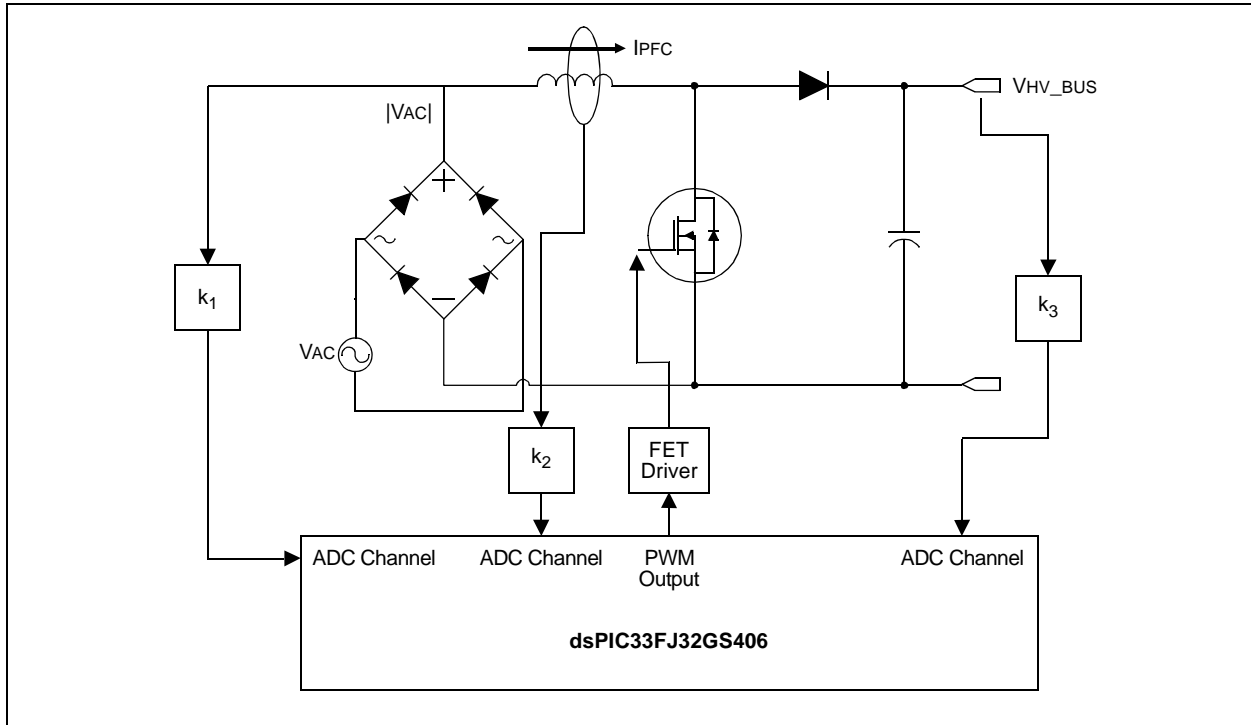 IPFC
VHV_BUS
|VAC|
+
k1
k3
VAC
k2
FET
Driver
ADC Channel
ADC Channel
PWM
Output
ADC Channel
dsPIC33FJ32GS406